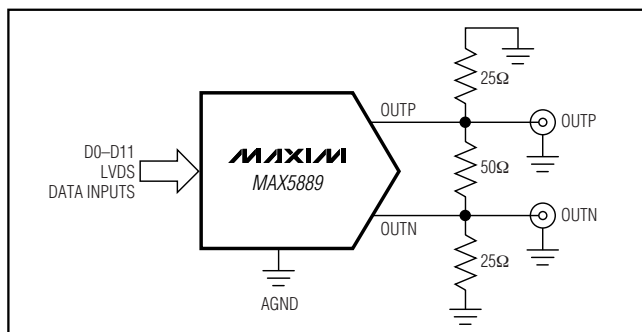 25Ω
OUTP
OUTP
D0–D11
LVDS
DATA INPUTS
MAXIM
MAX5889
50Ω
OUTN
OUTN
25Ω
AGND